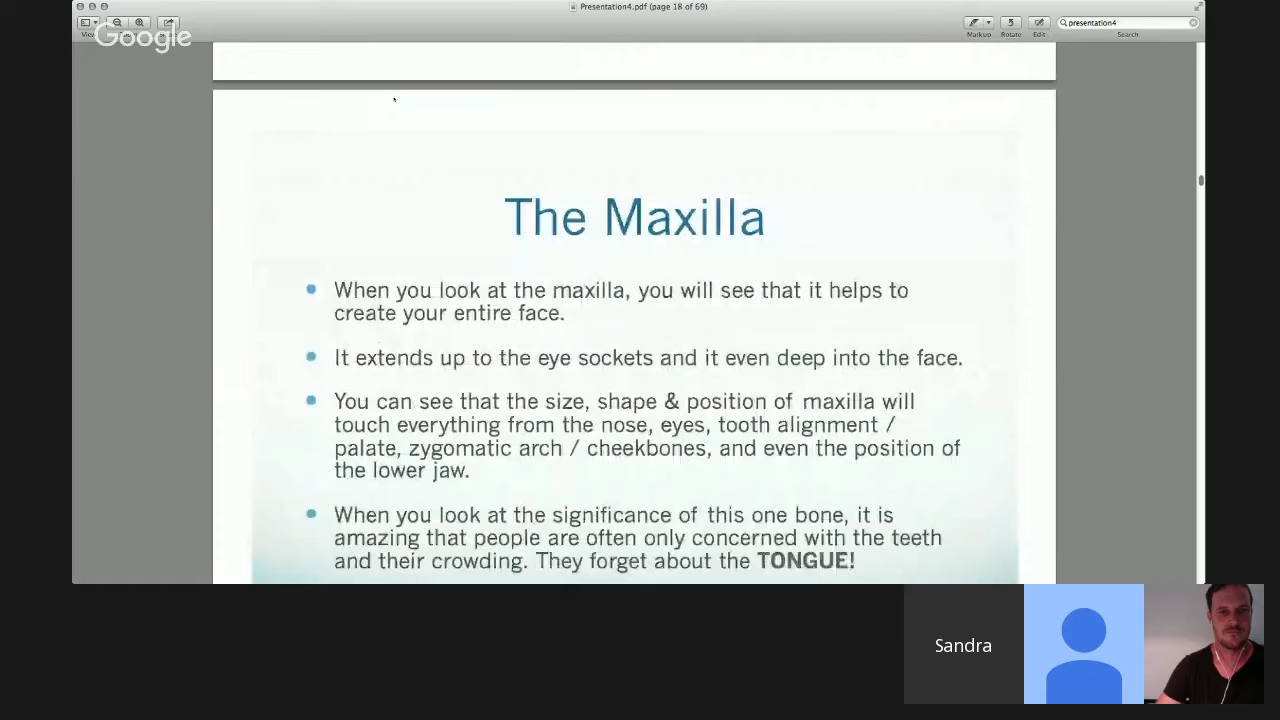 Presentation4.pdf (page 18 of 69)
presentation4
View
Markup
Rotate
Edit
Search
Google
The Maxilla
When you look at the maxilla, you will see that it helps to
create your entire face.
It extends up to the eye sockets and it even deep into the face.
You can see that the size, shape & position of maxilla will
touch everything from the nose, eyes, tooth alignment /
palate, zygomatic arch / cheekbones, and even the position of
the lower jaw.
When you look at the significance of this one bone, it is
amazing that people are often only concerned with the teeth
and their crowding. They forget about the TONGUE!
Sandra